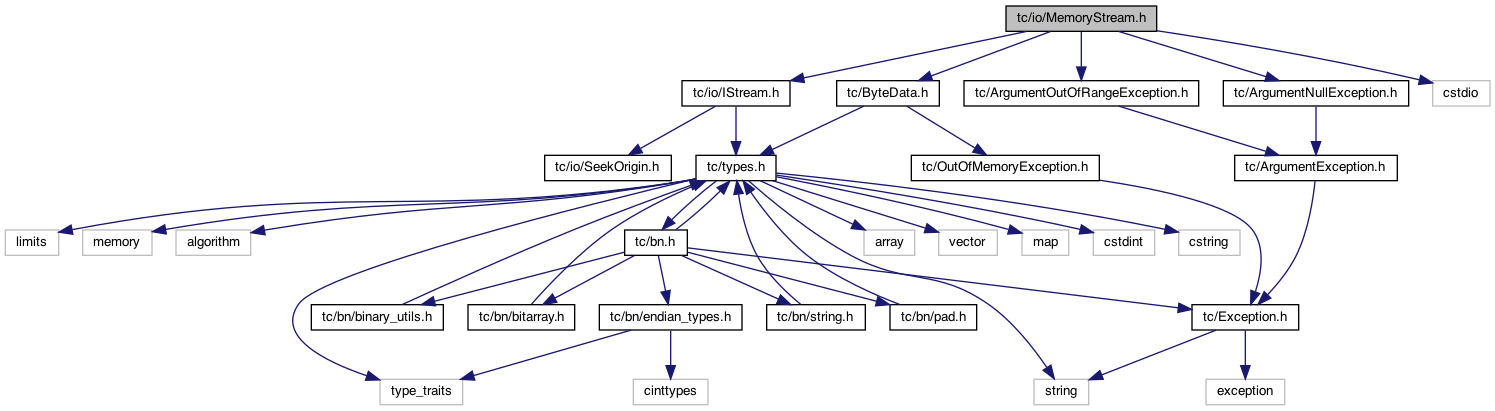 tc/io/MemoryStream.h
tc/io/IStream.h
tc/ByteData.h
tc/ArgumentOutOfRangeException.h
tc/ArgumentNullException.h
cstdio
tc/io/SeekOrigin.h
tc/types.h
tc/OutOfMemoryException.h
tc/ArgumentException.h
limits
memory
algorithm
tc/bn.h
array
vector
map
cstdint
cstring
tc/bn/binary_utils.h
tc/bn/bitarray.h
tc/bn/endian_types.h
tc/bn/string.h
tc/bn/pad.h
tc/Exception.h
type_traits
cinttypes
string
exception